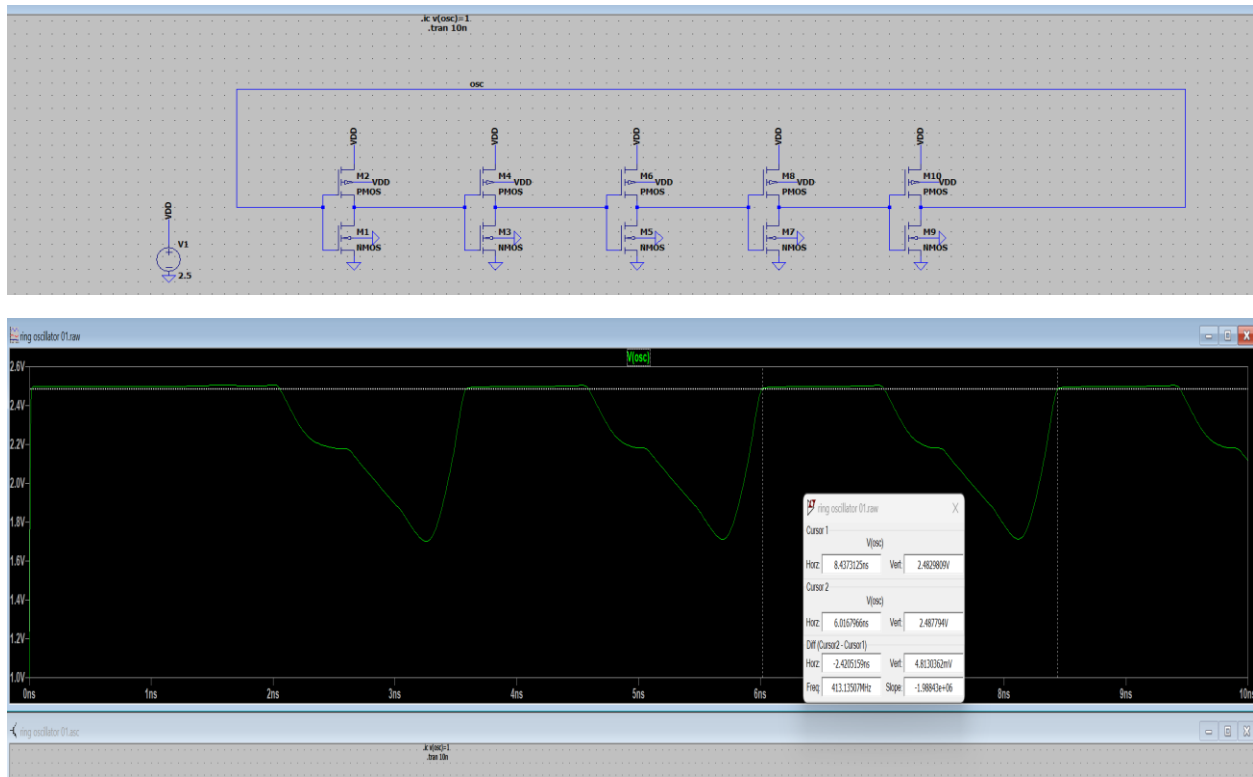 .ic v(osc)=1
.tran 10n
osc
VDD VDD VDD VDD VDD
M2 M4 M6 M8 M10
VDD VDD VDD VDD VDD
PMOS PMOS PMOS PMOS PMOS
VDD
M1 M3 M5 M7 M9
V1
NMOS NMOS NMOS NMOS NMOS
2.5
ring oscillator 01.raw
V(osc)
2.6V
2.4V
2.2V
2.0V
1.8V
1.6V
1.4V
1.2V
1.0V
0ns 1ns 2ns 3ns 4ns 5ns 6ns 8ns 9ns 10ns
ring oscillator 01.raw X
Cursor 1
V(osc)
Horz: 8.4373125ns Vert: 2.4829809V
Cursor 2
V(osc)
Horz: 6.0167966ns Vert: 2.487794V
Diff (Cursor2 - Cursor1)
Horz: -2.4205159ns Vert: 4.8130362mV
Freq: 413.13507MHz Slope: -1.98843e+06
ring oscillator 01.asc
.ic v(osc)=1
.tran 10n